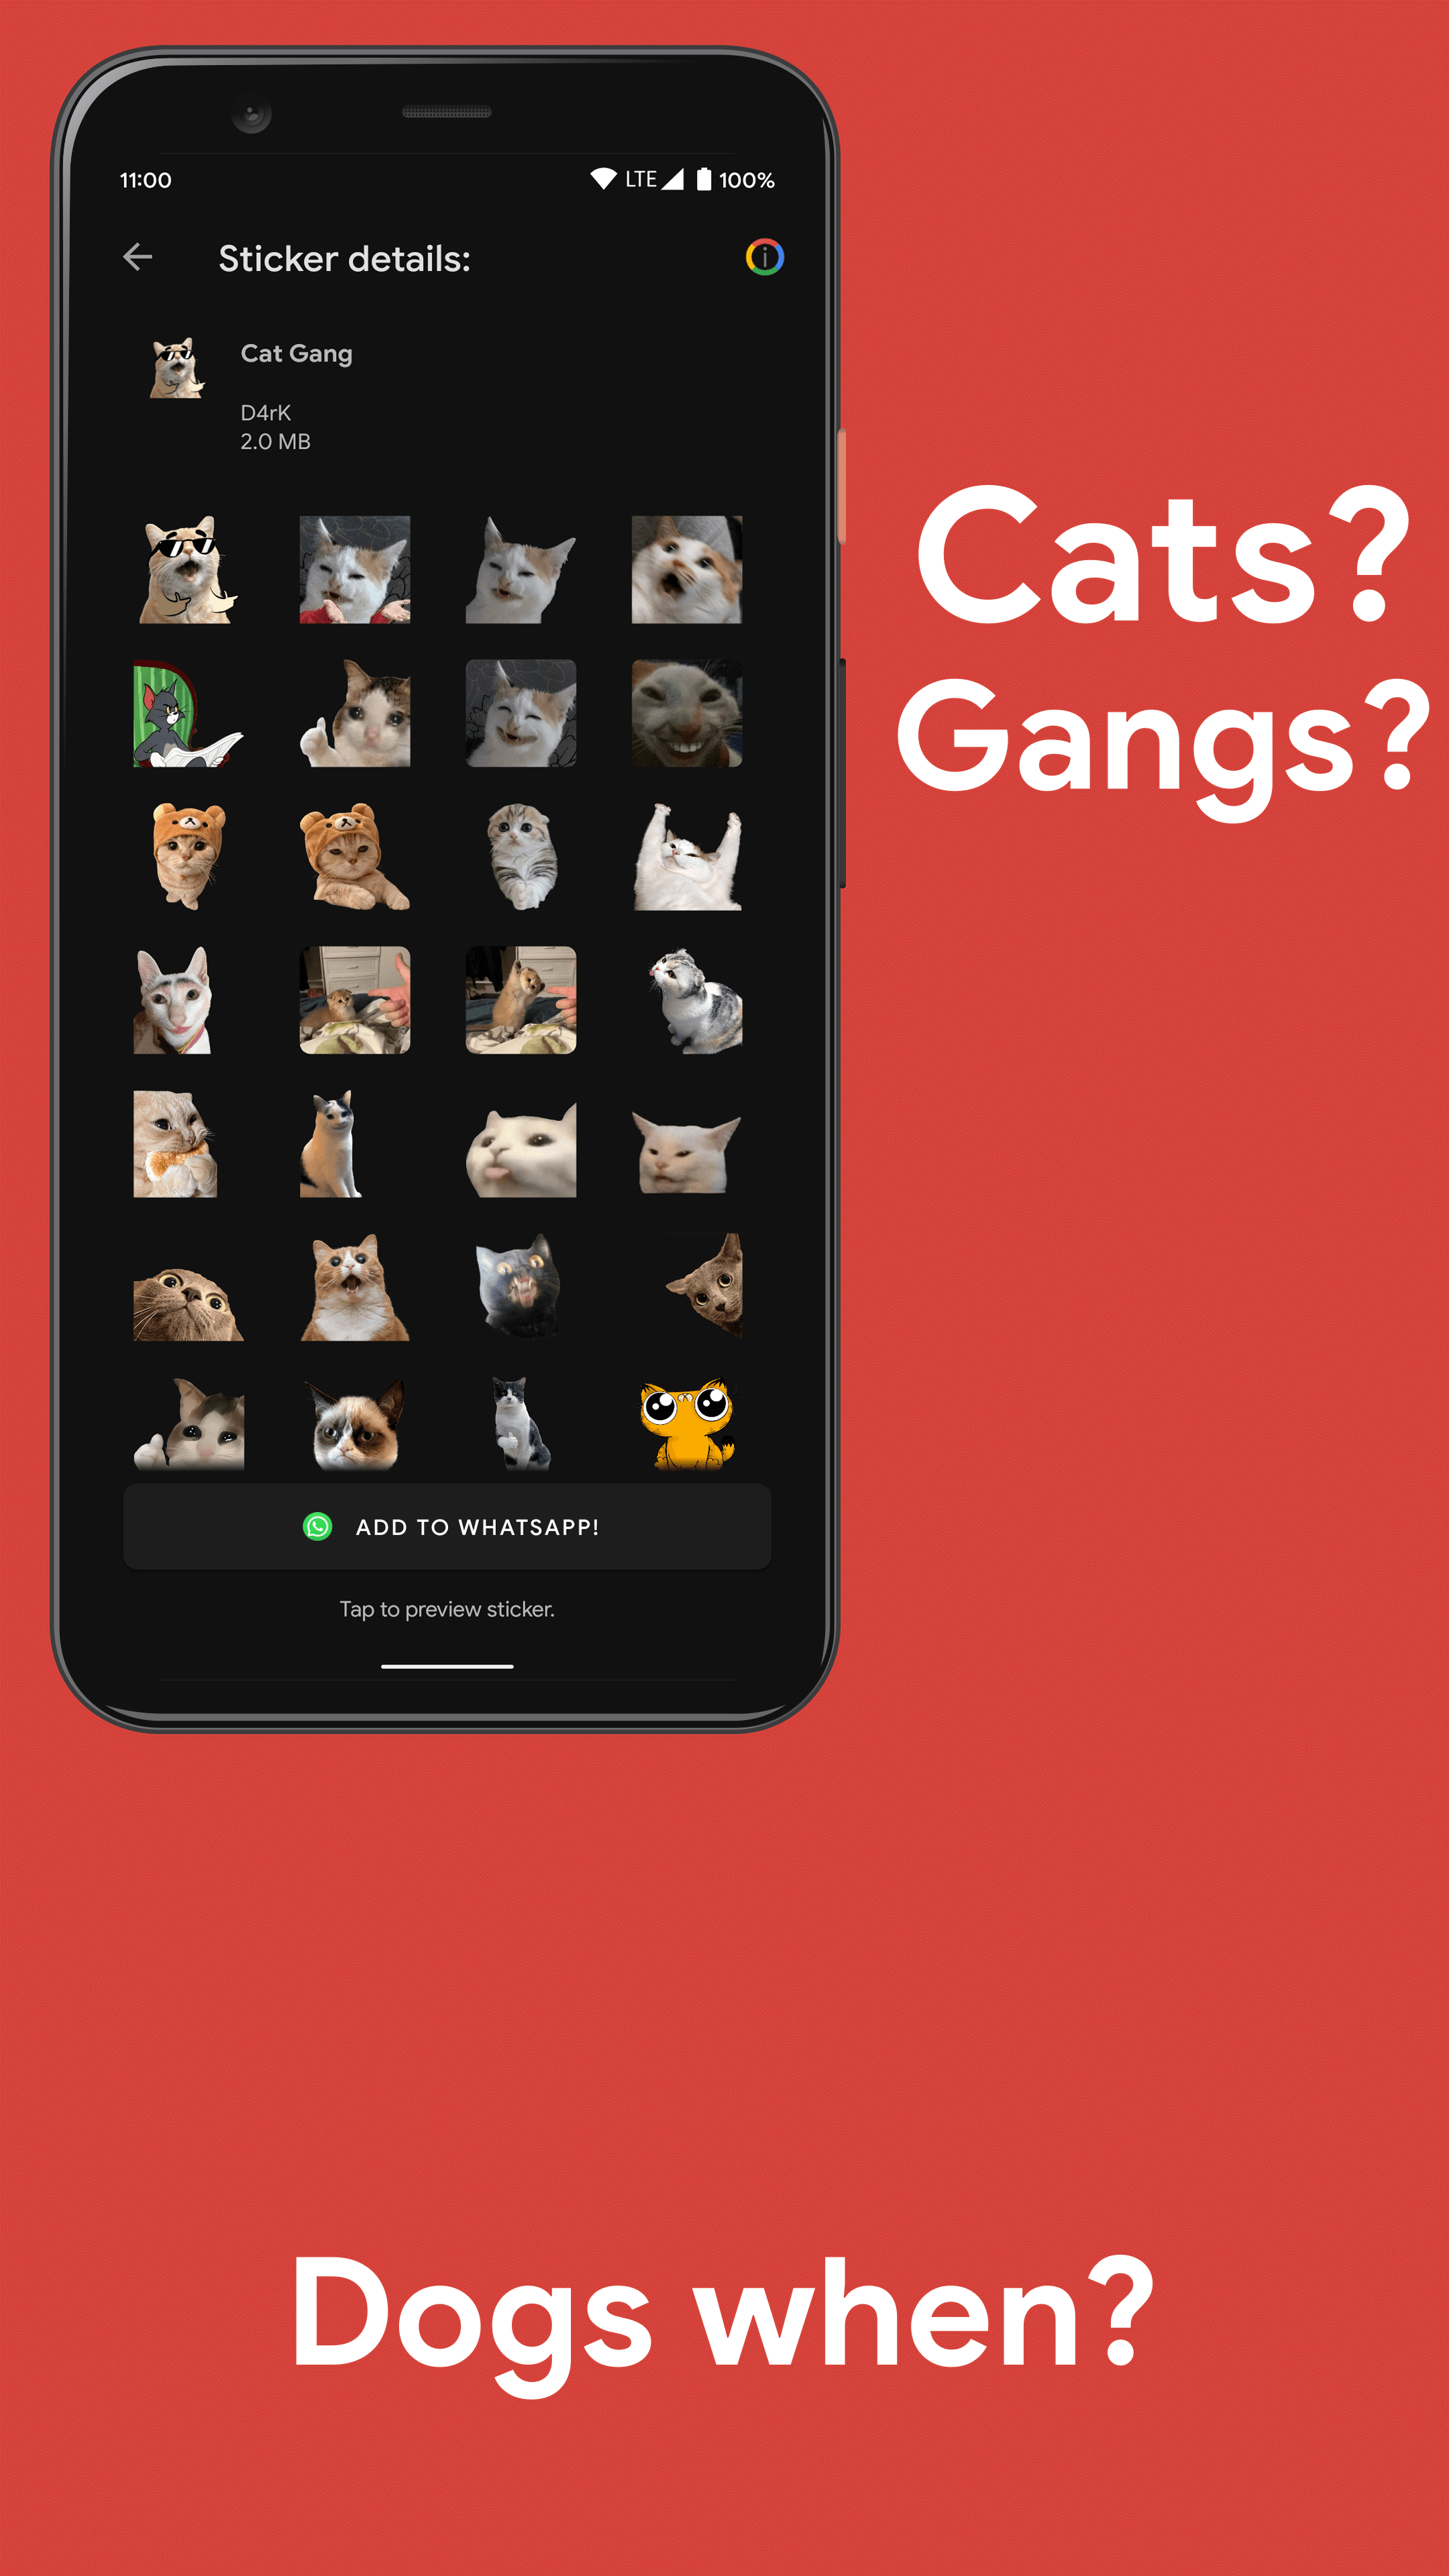 11:00
LTE
100%
Sticker details:
Cat Gang
D4rK
2.0 MB
Cats?
Gangs?
ADD TO WHATSAPP!
Tap to preview sticker.
Dogs when?